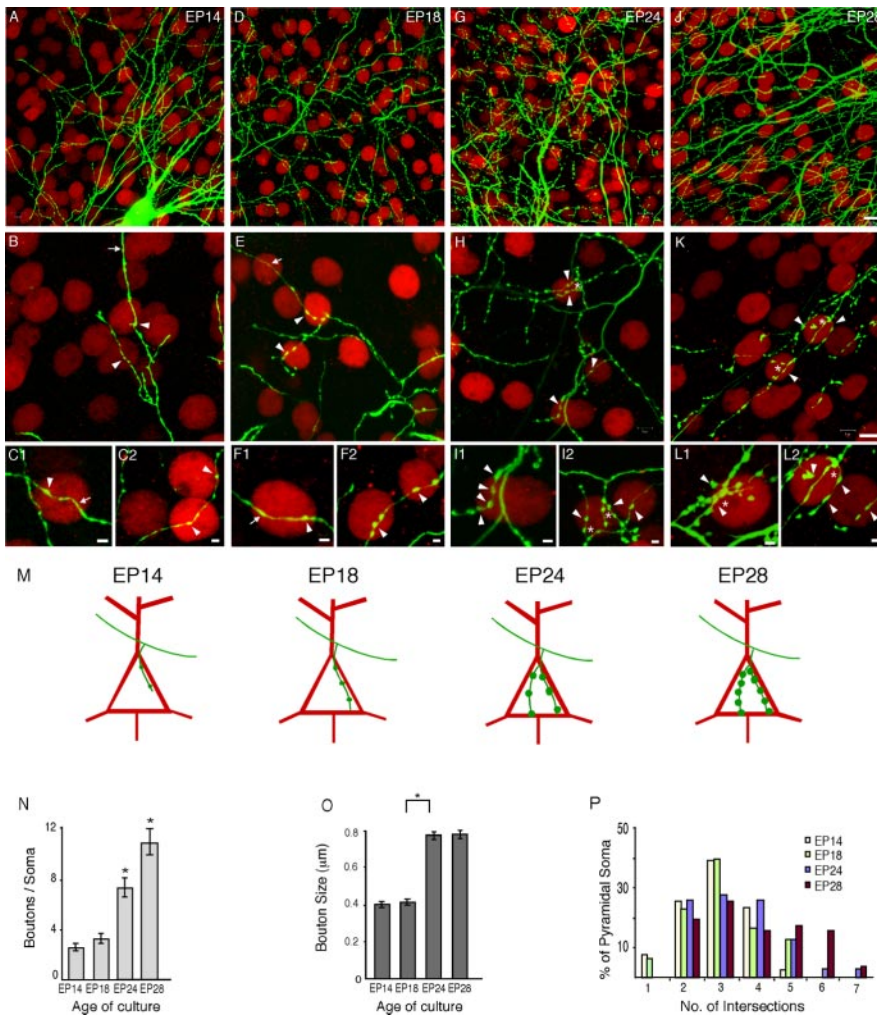 A EP14
D EP18
G EP24
J EP28
B
E
H
K
C1
C2
F1
F2
I1
I2
L1
L2
M
EP14 EP18 EP24 EP28
N
12
8
4
0
Boutons / Soma
*
*
EP14 EP18 EP24 EP28
Age of culture
O
*
0.8
0.6
0.4
0.2
0
Bouton Size (μm)
EP14 EP18 EP24 EP28
Age of culture
P
50
30
10
% of Pyramidal Soma
EP14
EP18
EP24
EP28
1 2 3 4 5 6 7
No. of Intersections